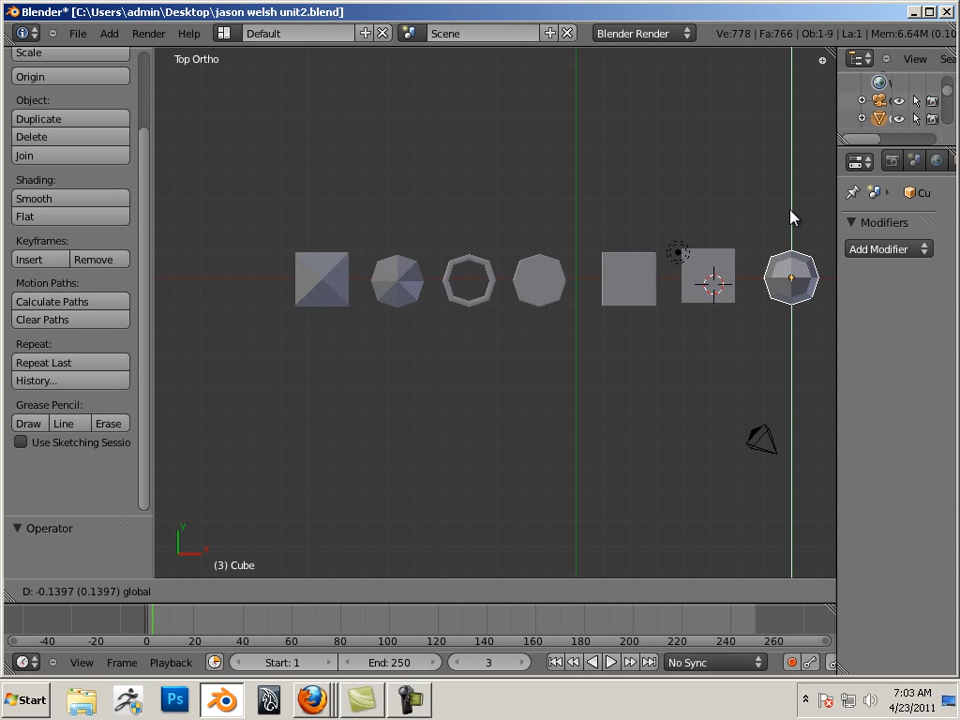 Blender* [C:\Users\admin\Desktop\jason welsh unit2.blend]
File Add Render Help Default Scene Blender Render Ve:778 | Fa:766 | Ob:1-9 | La:1 | Mem:6.64M (0.10
Scale
Origin
Object:
Duplicate
Delete
Join
Shading:
Smooth
Flat
Keyframes:
Insert Remove
Motion Paths:
Calculate Paths
Clear Paths
Repeat:
Repeat Last
History...
Grease Pencil:
Draw Line Erase
Use Sketching Sessio
Operator
Top Ortho
y
x
(3) Cube
View Sea
Cu
Modifiers
Add Modifier
D: -0.1397 (0.1397) global
-40 -20 0 20 40 60 80 100 120 140 160 180 200 220 240 260
View Frame Playback Start: 1 End: 250 3 No Sync
Start Ps 7:03 AM
4/23/2011